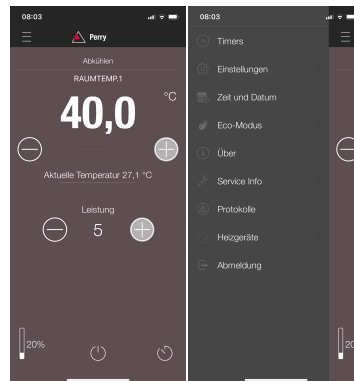 08:03
Perry
Abkühlen
RAUMTEMP.1
40,0
°C
Aktuelle Temperatur 27,1 °C
Leistung
5
20%
08:03
Timers
Einstellungen
Zeit und Datum
Eco-Modus
Über
Service Info
Protokolle
Heizgeräte
Abmeldung
20